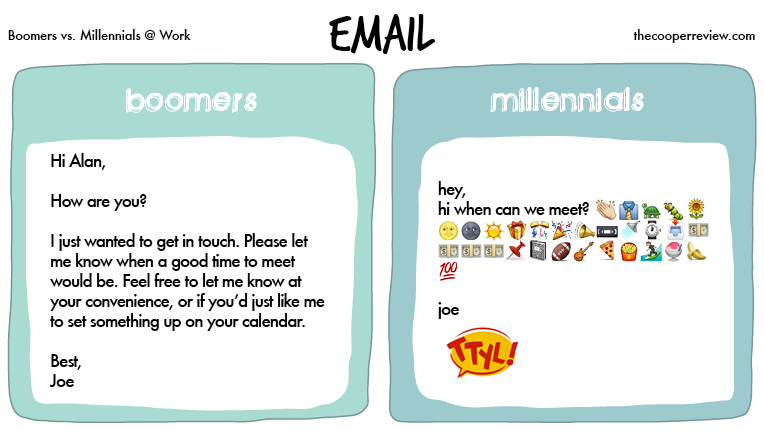 Boomers vs. Millennials @ Work
EMAIL
thecooperreview.com
boomers
Hi Alan,
How are you?
I just wanted to get in touch. Please let
me know when a good time to meet
would be. Feel free to let me know at
your convenience, or if you’d just like me
to set something up on your calendar.
Best,
Joe
millennials
hey,
hi when can we meet? 👏👔🐢🐛🌻
🌝🌚☀️🎁🎊🎉📣📼🚿⌚📥💵
💵💵💵📌📓🏈🎸🍕🍟🏄🍧🍌
💯
joe
TTYL!